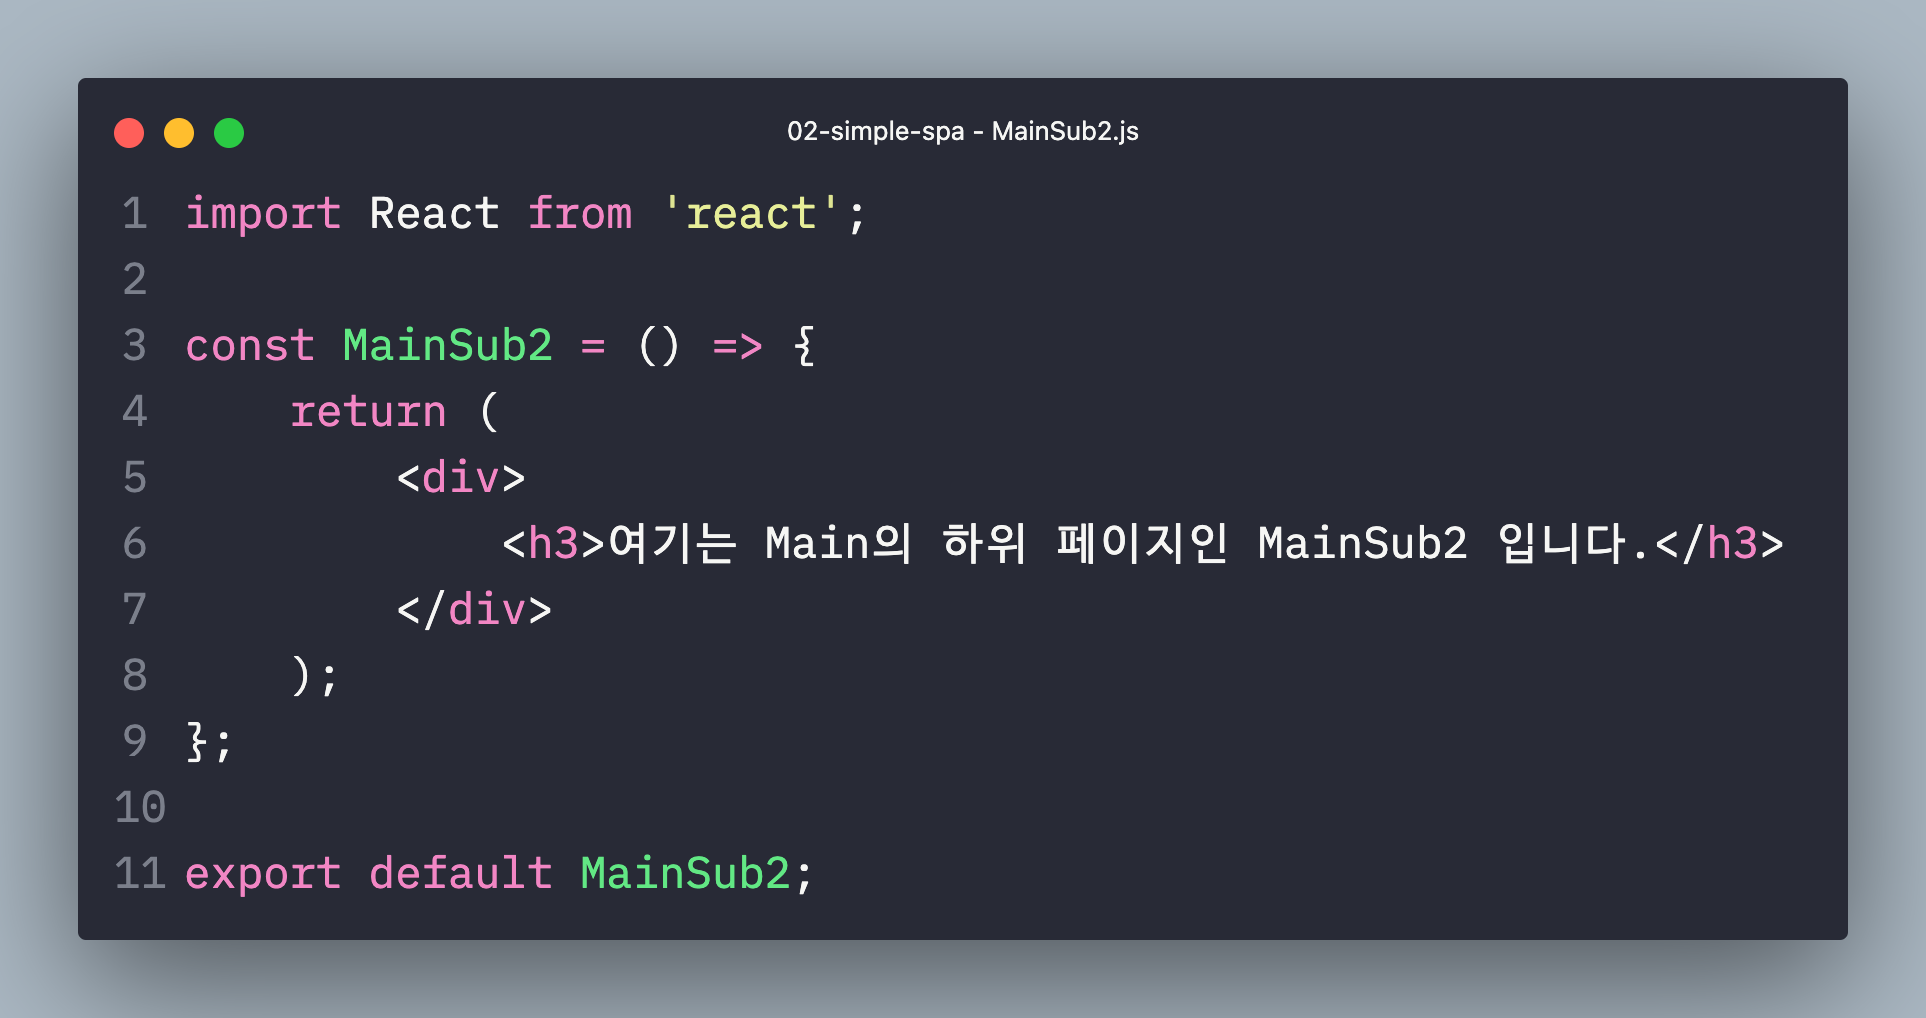 02-simple-spa - MainSub2.js
1 import React from 'react';
2
3 const MainSub2 = () => {
4     return (
5         <div>
6             <h3>여기는 Main의 하위 페이지인 MainSub2 입니다.</h3>
7         </div>
8     );
9 };
10
11 export default MainSub2;